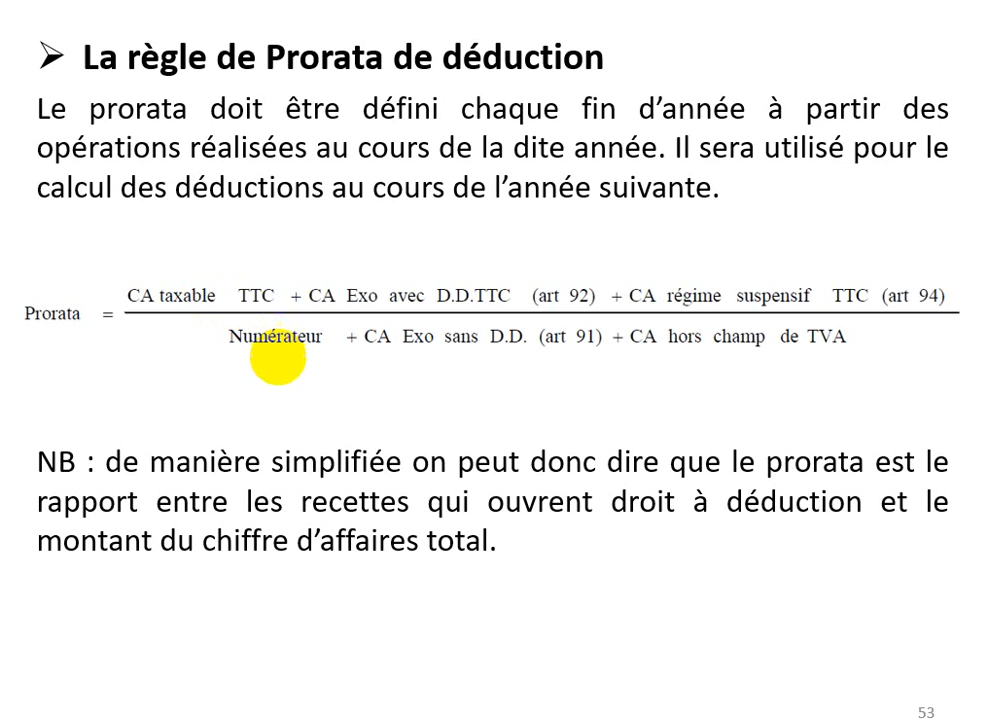 ➢ La règle de Prorata de déduction
Le prorata doit être défini chaque fin d’année à partir des
opérations réalisées au cours de la dite année. Il sera utilisé pour le
calcul des déductions au cours de l’année suivante.
CA taxable TTC + CA Exo avec D.D.TTC (art 92) + CA régime suspensif TTC (art 94)
Prorata =
Numérateur + CA Exo sans D.D. (art 91) + CA hors champ de TVA
NB : de manière simplifiée on peut donc dire que le prorata est le
rapport entre les recettes qui ouvrent droit à déduction et le
montant du chiffre d’affaires total.
53